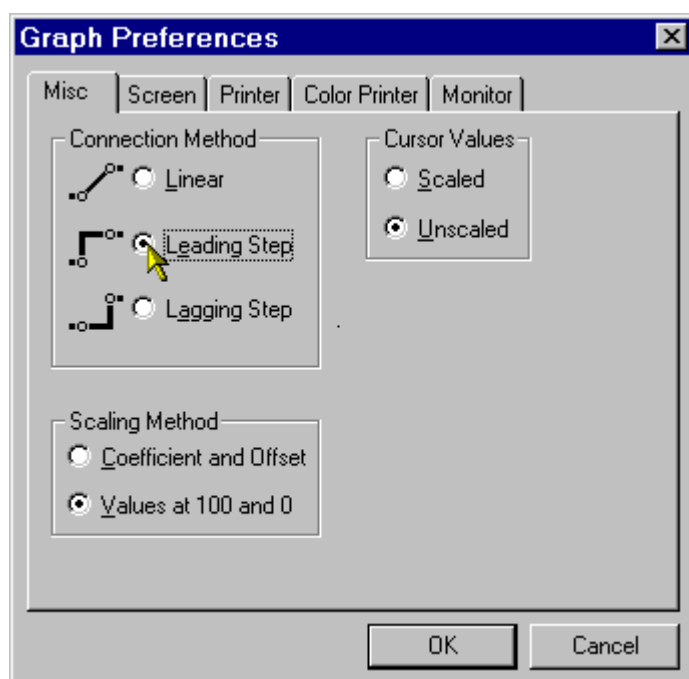 Graph Preferences
Misc Screen Printer Color Printer Monitor
Connection Method
Linear
Leading Step
Lagging Step
Cursor Values
Scaled
Unscaled
Scaling Method
Coefficient and Offset
Values at 100 and 0
OK Cancel